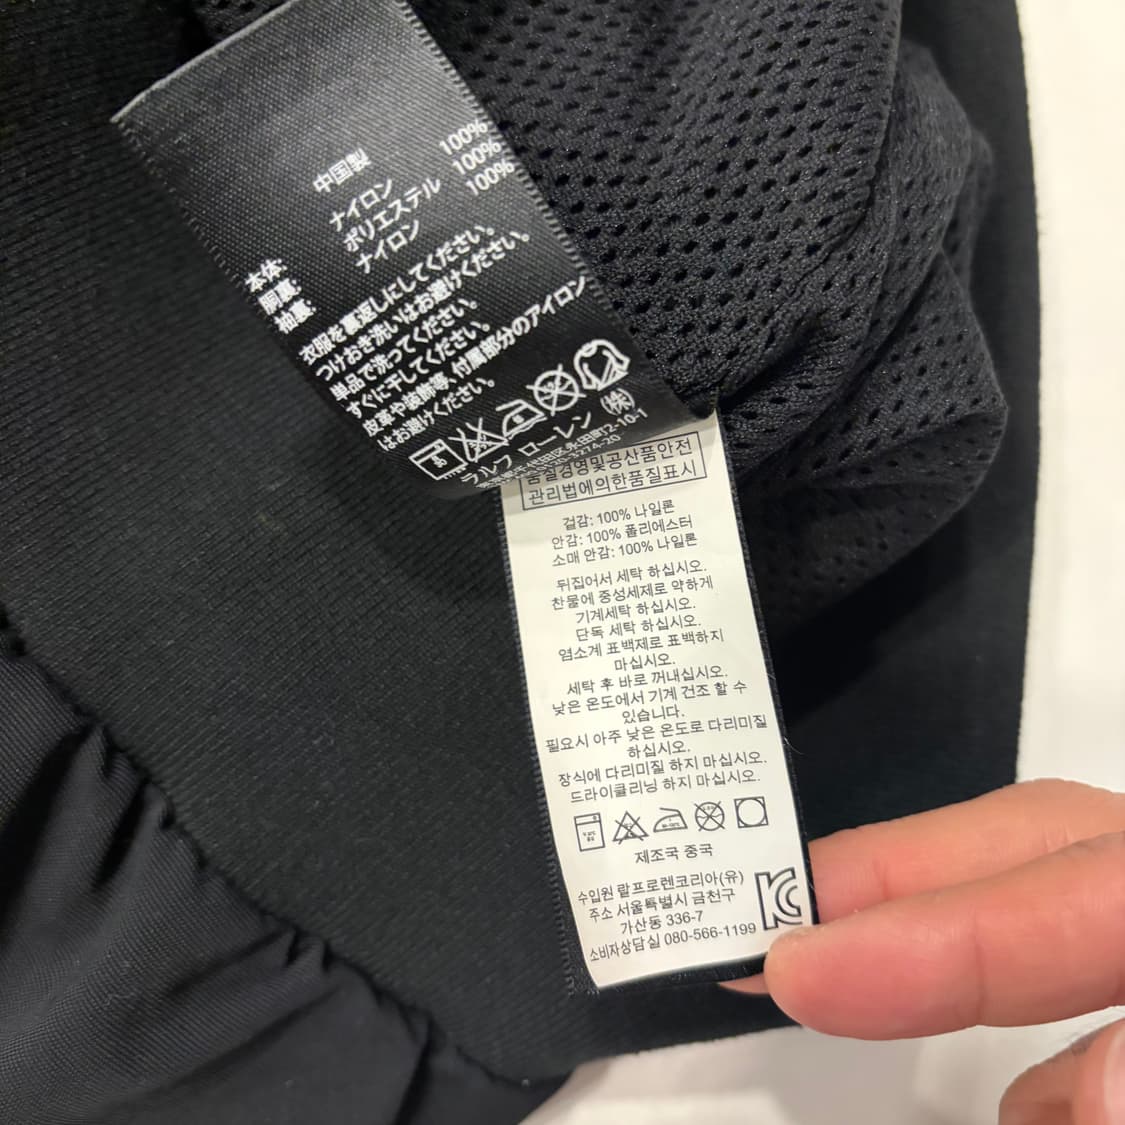 中国製
本体: ナイロン 100%
胴裏: ポリエステル 100%
袖裏: ナイロン 100%
衣服を裏返しにしてください。
つけおき洗いはお避けください。
単品で洗ってください。
すぐに干してください。
皮革や装飾等、付属部分のアイロン
はお避けください。
ラルフ ローレン (株)
永田町2-10-1
3274-20
품질경영및공산품안전
관리법에의한품질표시
겉감: 100% 나일론
안감: 100% 폴리에스터
소매 안감: 100% 나일론
뒤집어서 세탁 하십시오.
찬물에 중성세제로 약하게
기계세탁 하십시오.
단독 세탁 하십시오.
염소계 표백제로 표백하지
마십시오.
세탁 후 바로 꺼내십시오.
낮은 온도에서 기계 건조 할 수
있습니다.
필요시 아주 낮은 온도로 다리미질
하십시오.
장식에 다리미질 하지 마십시오.
드라이클리닝 하지 마십시오.
제조국 중국
수입원 랄프로렌코리아(유)
주소 서울특별시 금천구
가산동 336-7
소비자상담실 080-566-1199
KC